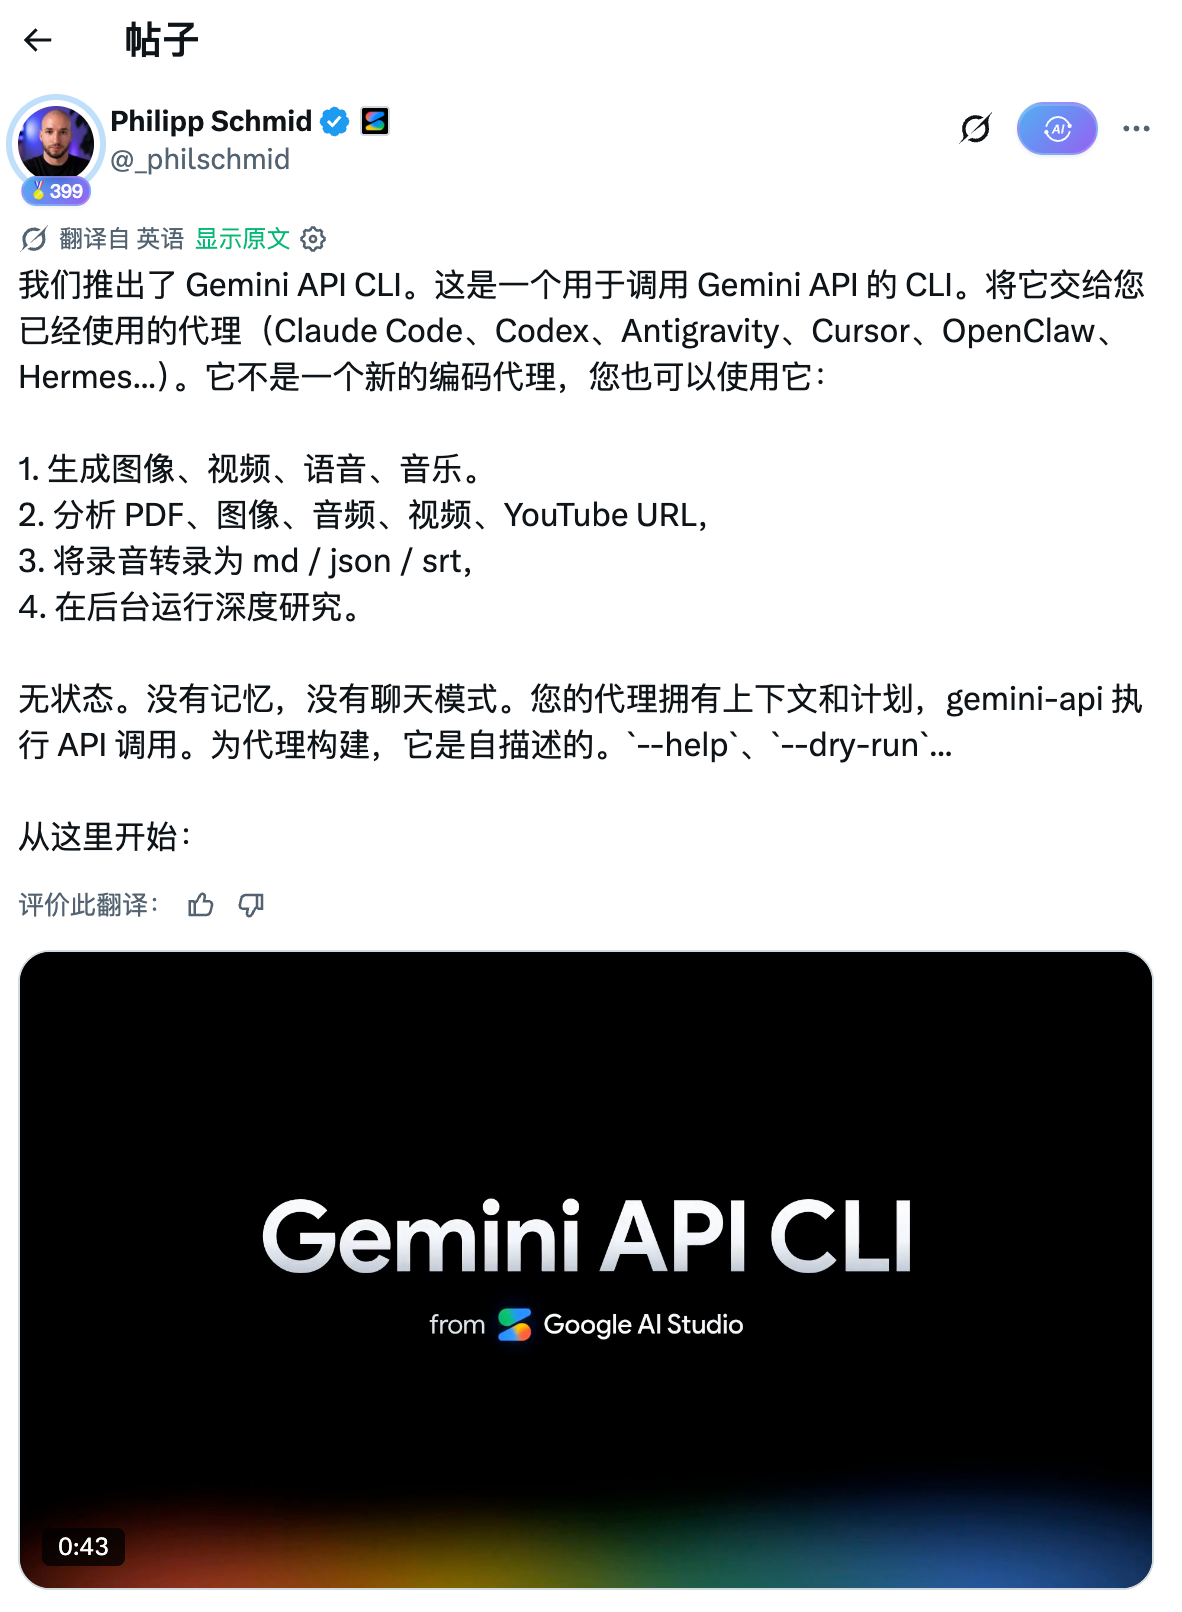 帖子
Philipp Schmid
@_philschmid
399
AI
翻译自 英语 显示原文
我们推出了 Gemini API CLI。这是一个用于调用 Gemini API 的 CLI。将它交给您
已经使用的代理（Claude Code、Codex、Antigravity、Cursor、OpenClaw、
Hermes...）。它不是一个新的编码代理，您也可以使用它：
1. 生成图像、视频、语音、音乐。
2. 分析 PDF、图像、音频、视频、YouTube URL，
3. 将录音转录为 md / json / srt，
4. 在后台运行深度研究。
无状态。没有记忆，没有聊天模式。您的代理拥有上下文和计划，gemini-api 执
行 API 调用。为代理构建，它是自描述的。`--help`、`--dry-run`...
从这里开始：
评价此翻译：
Gemini API CLI
from Google AI Studio
0:43